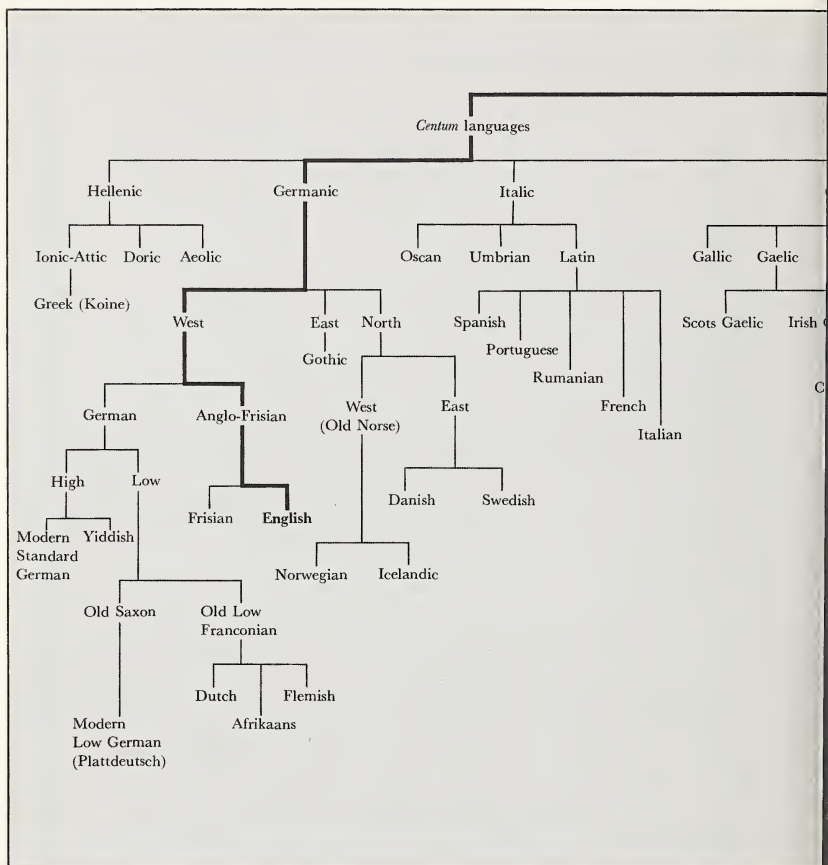 Centum languages
Hellenic Germanic Italic
Ionic-Attic Doric Aeolic Oscan Umbrian Latin Gallic Gaelic
Greek (Koine)
West East North Spanish Scots Gaelic Irish
Gothic Portuguese
Rumanian
German Anglo-Frisian West East French
(Old Norse)
Italian
High Low
Danish Swedish
Frisian English
Modern Yiddish
Standard
German
Norwegian Icelandic
Old Saxon Old Low
Franconian
Dutch Flemish
Modern Afrikaans
Low German
(Plattdeutsch)